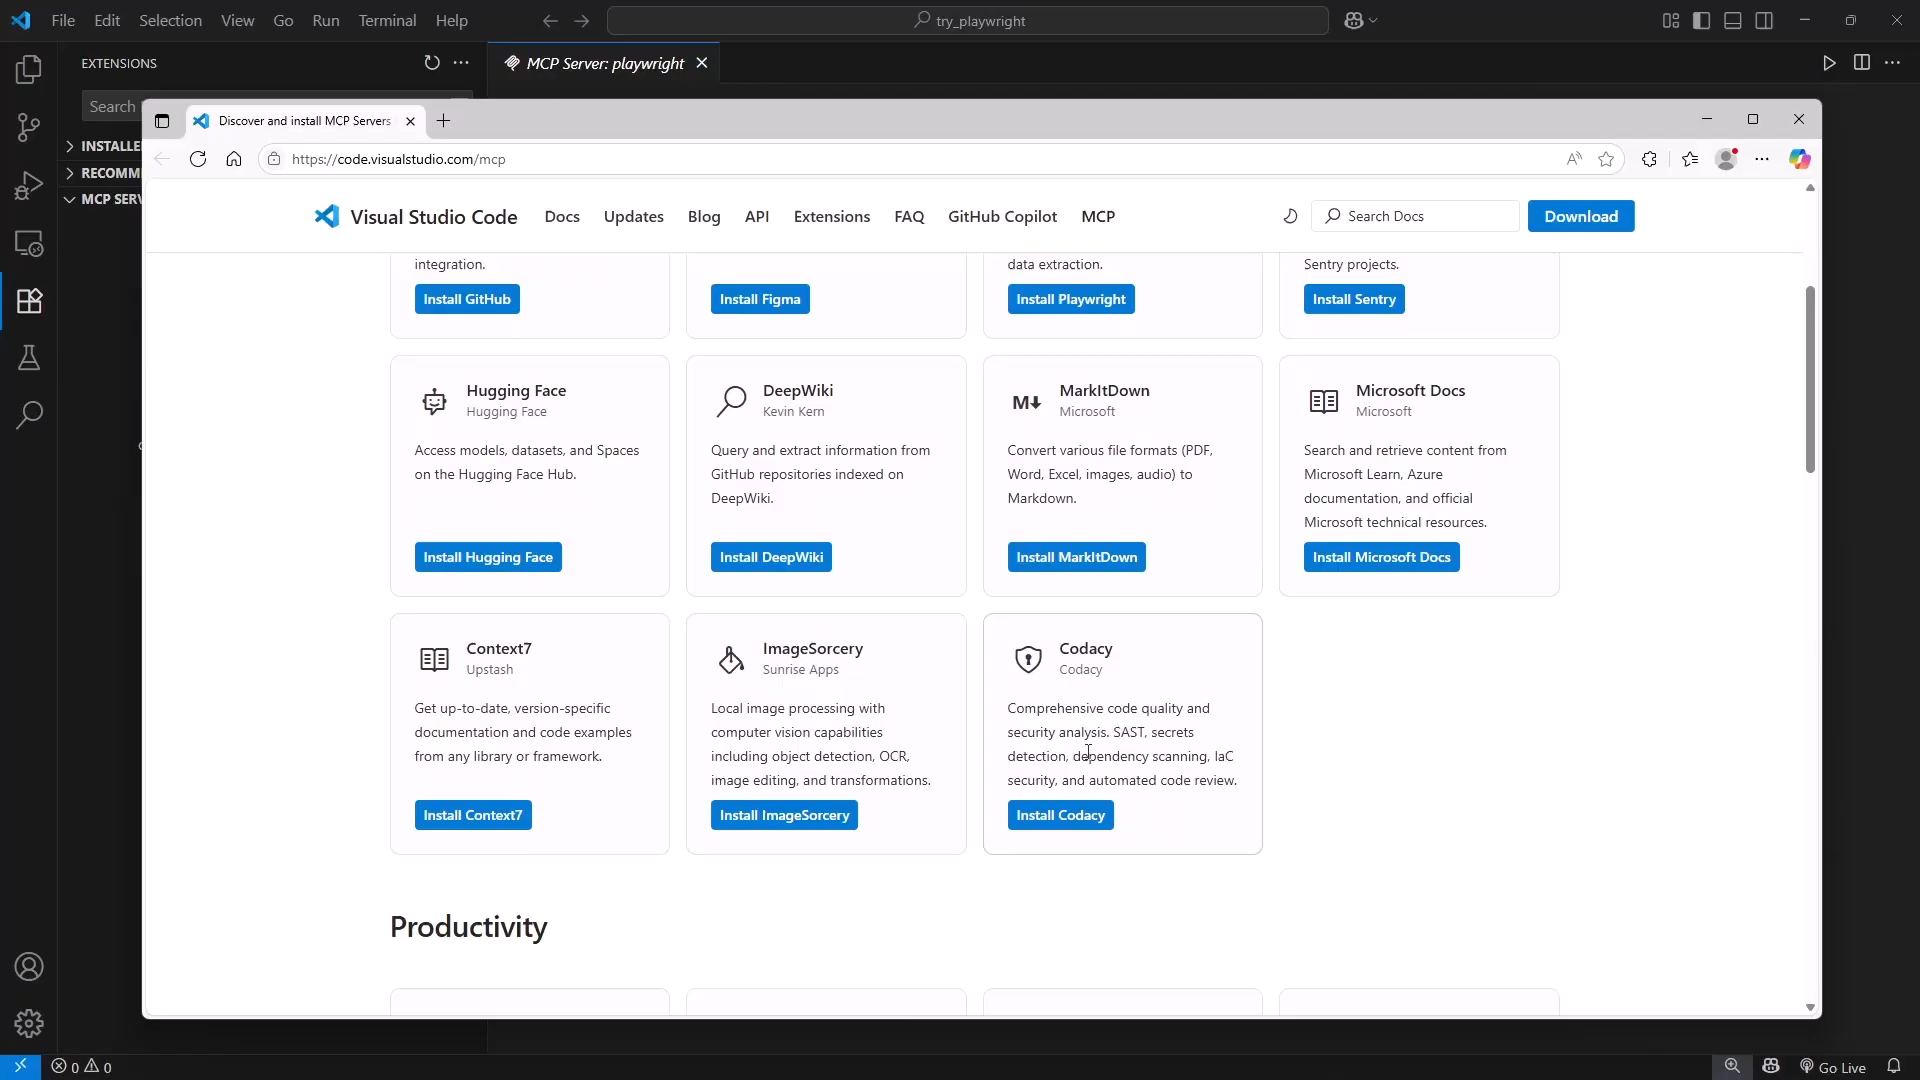 File Edit Selection View Go Run Terminal Help
try_playwright
EXTENSIONS
MCP Server: playwright
Search
INSTALLE
RECOMM
MCP SERV
Discover and install MCP Servers
https://code.visualstudio.com/mcp
Visual Studio Code
Docs
Updates
Blog
API
Extensions
FAQ
GitHub Copilot
MCP
Search Docs
Download
integration.
Install GitHub
Install Figma
data extraction.
Install Playwright
Sentry projects.
Install Sentry
Hugging Face
Hugging Face
Access models, datasets, and Spaces
on the Hugging Face Hub.
Install Hugging Face
DeepWiki
Kevin Kern
Query and extract information from
GitHub repositories indexed on
DeepWiki.
Install DeepWiki
M
MarkItDown
Microsoft
Convert various file formats (PDF,
Word, Excel, images, audio) to
Markdown.
Install MarkItDown
Microsoft Docs
Microsoft
Search and retrieve content from
Microsoft Learn, Azure
documentation, and official
Microsoft technical resources.
Install Microsoft Docs
Context7
Upstash
Get up-to-date, version-specific
documentation and code examples
from any library or framework.
Install Context7
ImageSorcery
Sunrise Apps
Local image processing with
computer vision capabilities
including object detection, OCR,
image editing, and transformations.
Install ImageSorcery
Codacy
Codacy
Comprehensive code quality and
security analysis. SAST, secrets
detection, dependency scanning, IaC
security, and automated code review.
Install Codacy
Productivity
0 0
Go Live